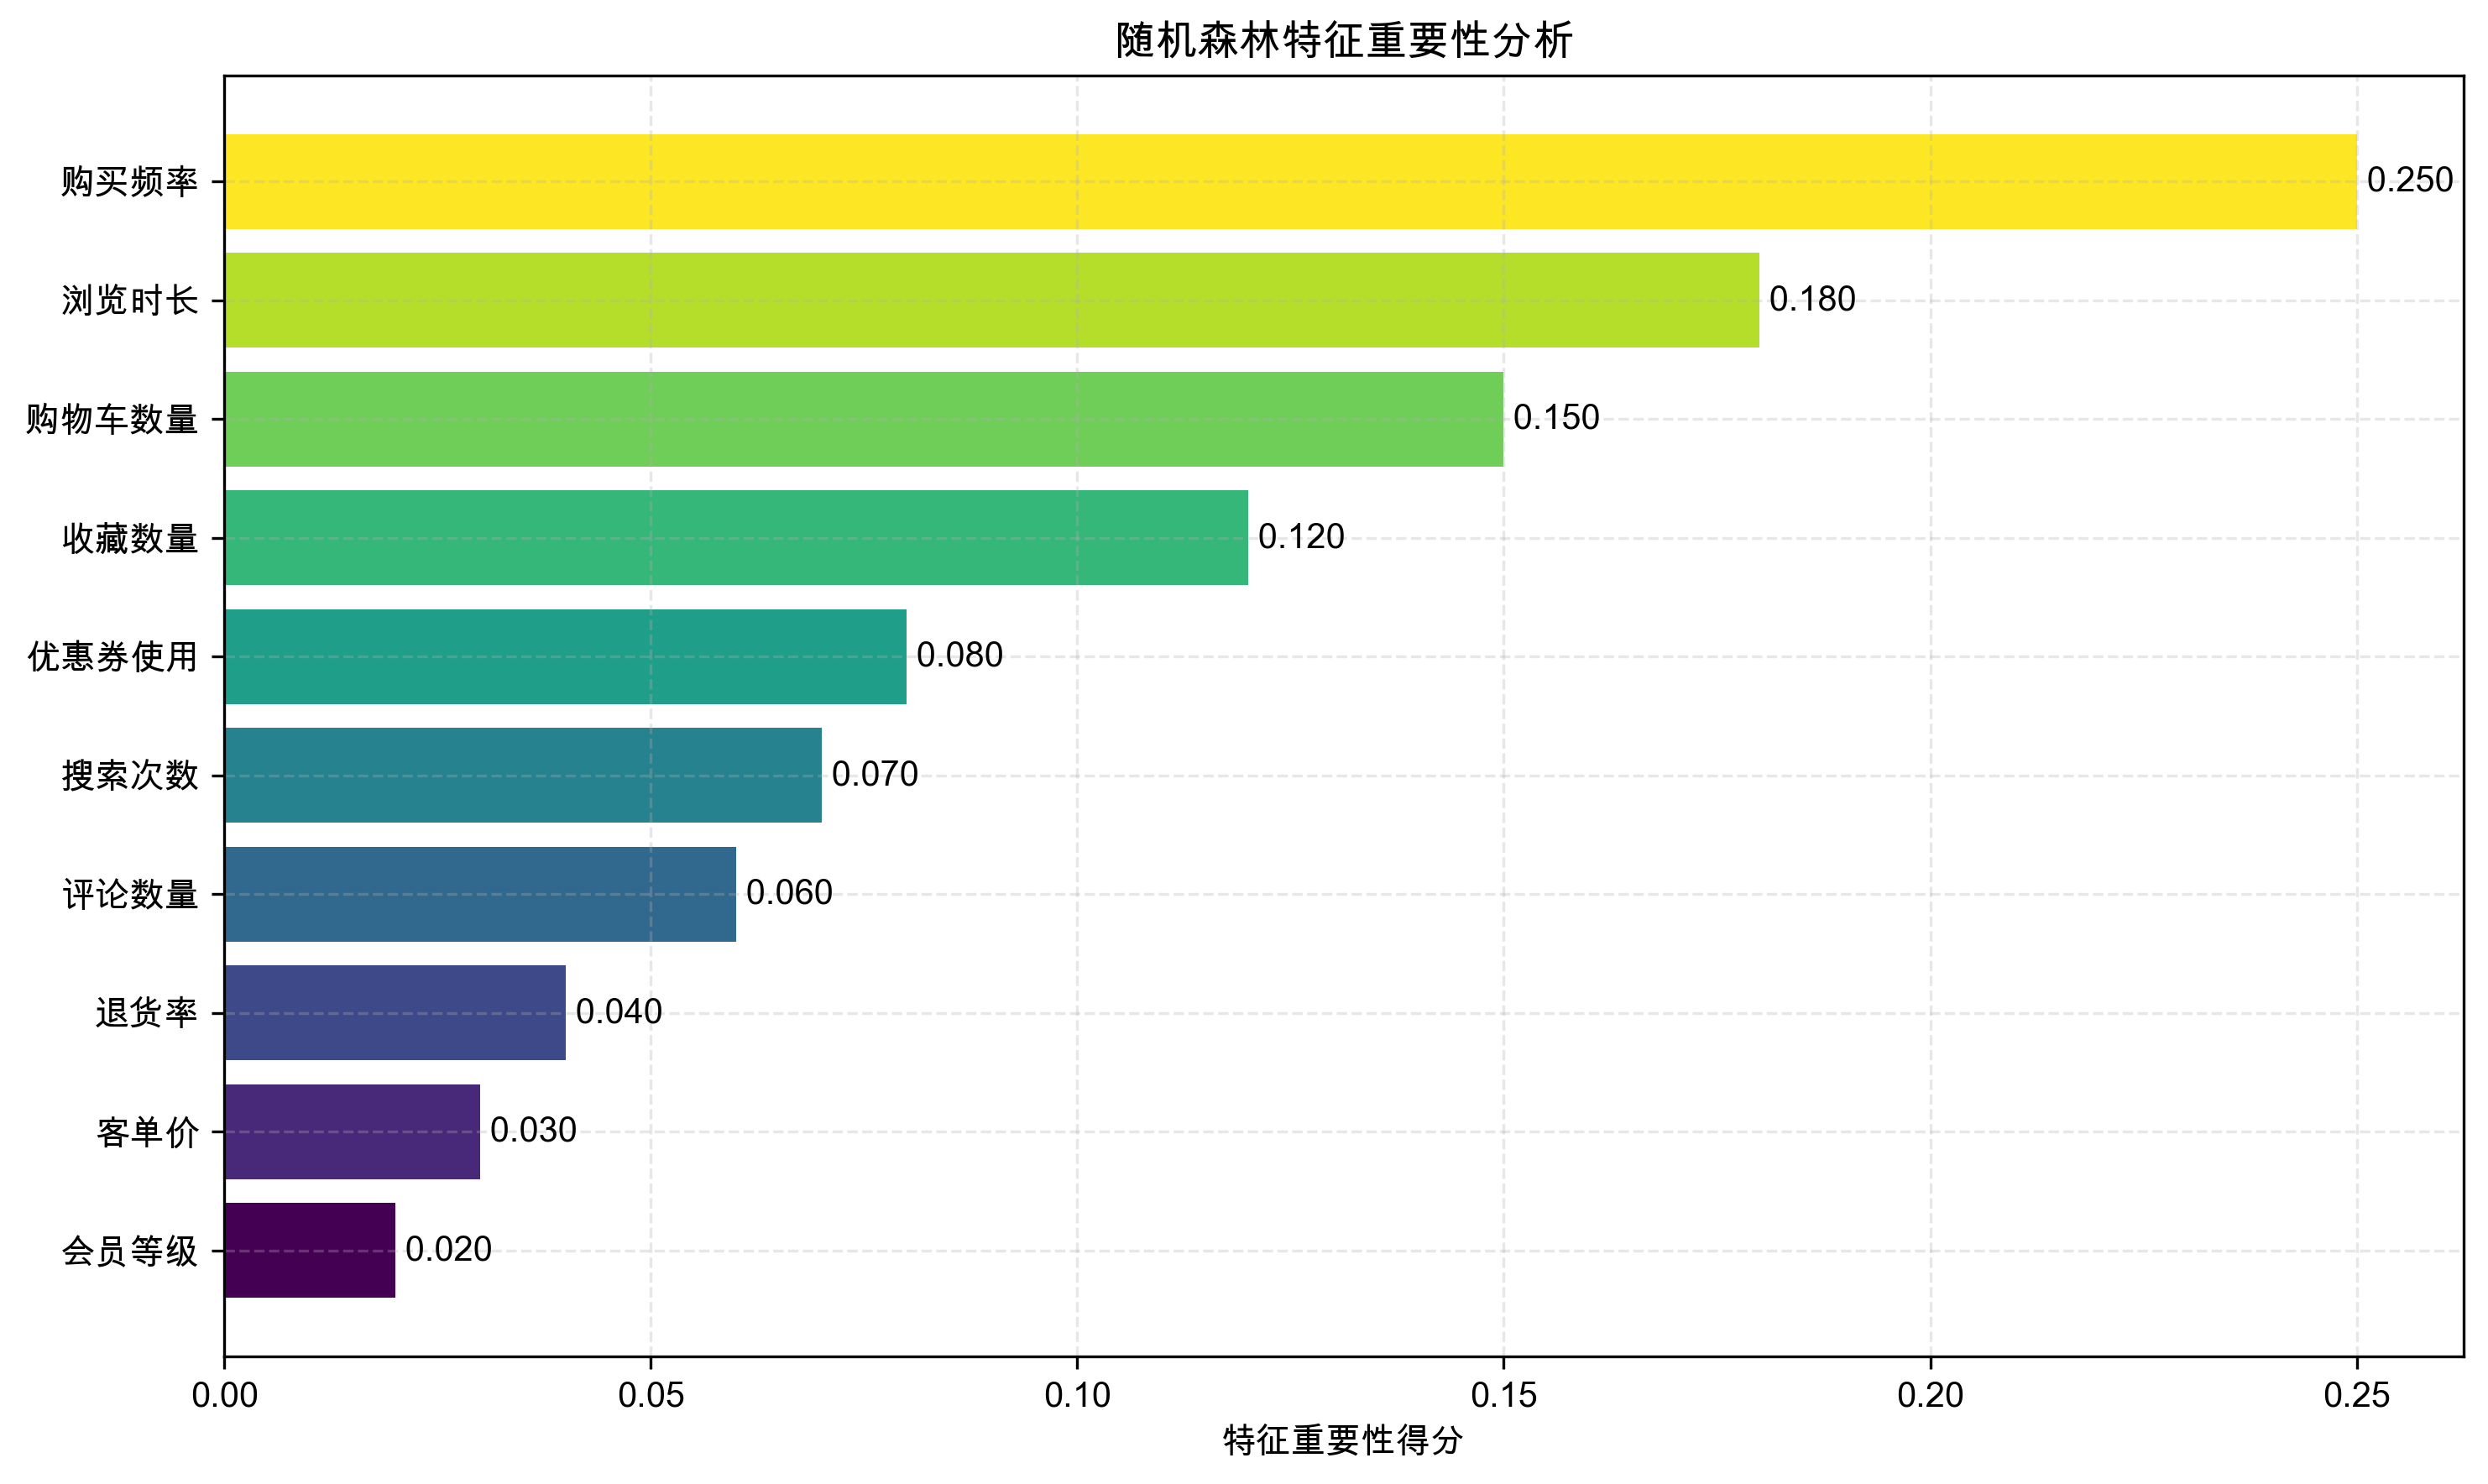 随机森林特征重要性分析
购买频率 0.250
浏览时长 0.180
购物车数量 0.150
收藏数量 0.120
优惠券使用 0.080
搜索次数 0.070
评论数量 0.060
退货率 0.040
客单价 0.030
会员等级 0.020
0.00 0.05 0.10 0.15 0.20 0.25
特征重要性得分